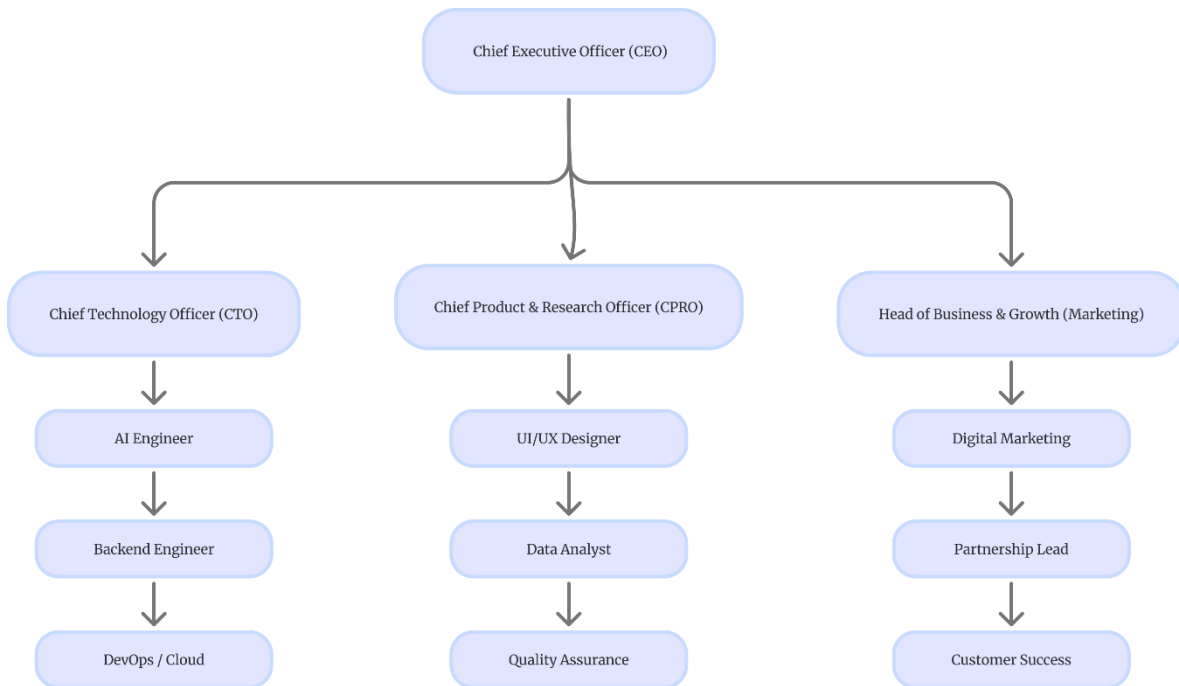 Chief Executive Officer (CEO)
Chief Technology Officer (CTO)
Chief Product & Research Officer (CPRO)
Head of Business & Growth (Marketing)
AI Engineer
UI/UX Designer
Digital Marketing
Backend Engineer
Data Analyst
Partnership Lead
DevOps / Cloud
Quality Assurance
Customer Success